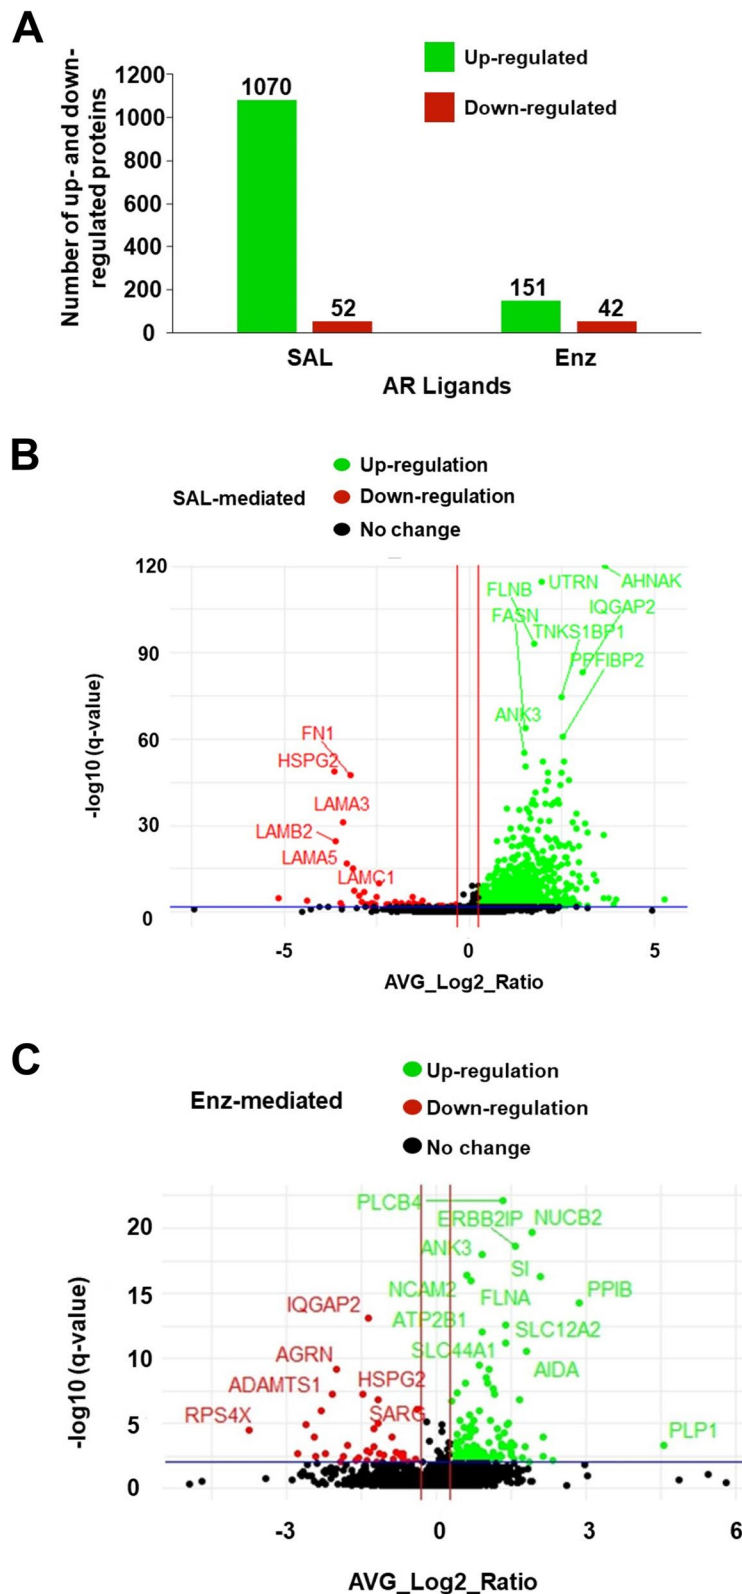 A
Up-regulated
Down-regulated
Number of up- and down-
regulated proteins
1200
1000
800
600
400
200
0
1070
52
151
42
SAL
Enz
AR Ligands
B
SAL-mediated
Up-regulation
Down-regulation
No change
-log10 (q-value)
120
90
60
30
0
FLNB
UTRN
AHNAK
FASN
IQGAP2
TNKS1BP1
PPFIBP2
ANK3
FN1
HSPG2
LAMA3
LAMB2
LAMA5
LAMC1
-5
0
5
AVG_Log2_Ratio
C
Enz-mediated
Up-regulation
Down-regulation
No change
-log10 (q-value)
20
15
10
5
0
PLCB4
ERBB2IP
NUCB2
ANK3
SI
NCAM2
FLNA
PPIB
IQGAP2
ATP2B1
SLC12A2
SLC44A1
AGRN
AIDA
ADAMTS1
HSPG2
RPS4X
SARG
PLP1
-3
0
3
6
AVG_Log2_Ratio